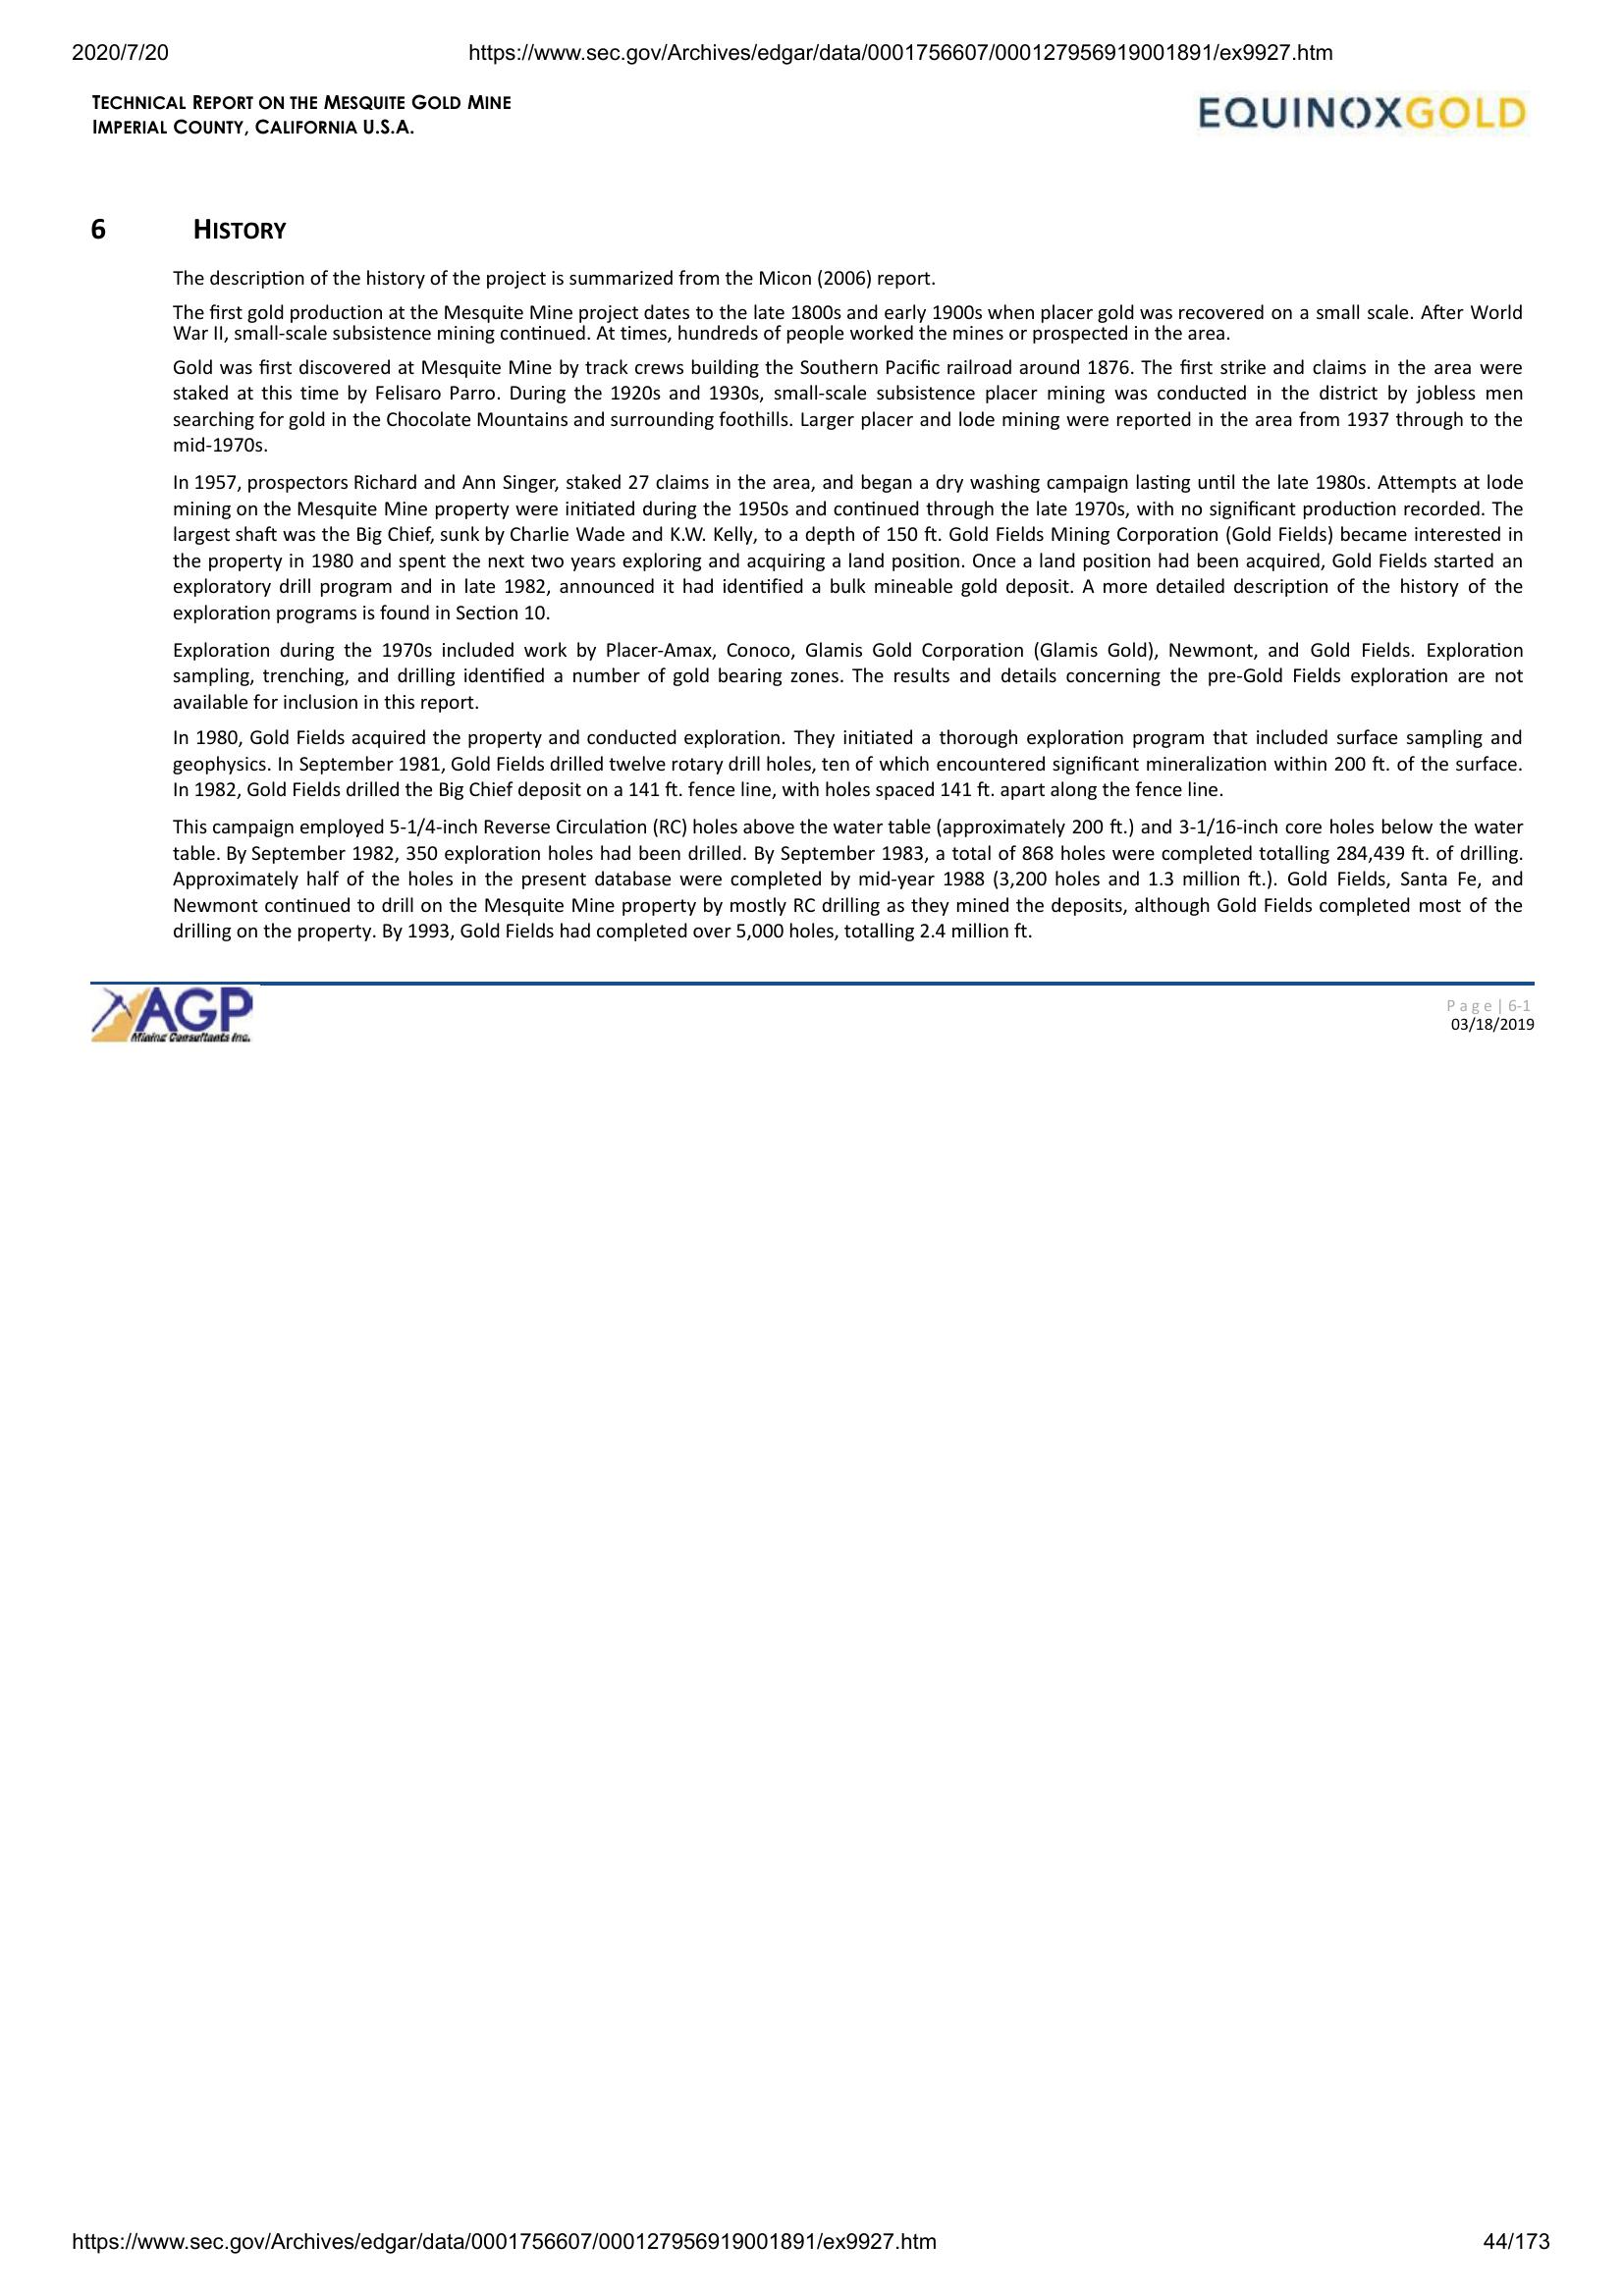 2020/7/20 https://www.sec.gov/Archives/edgar/data/0001756607/000127956919001891/ex9927.htm
TECHNICAL REPORT ON THE MESQUITE GOLD MINE
IMPERIAL COUNTY, CALIFORNIA U.S.A.
EQUINOXGOLD
6 HISTORY
The description of the history of the project is summarized from the Micon (2006) report.
The first gold production at the Mesquite Mine project dates to the late 1800s and early 1900s when placer gold was recovered on a small scale. After World
War II, small-scale subsistence mining continued. At times, hundreds of people worked the mines or prospected in the area.
Gold was first discovered at Mesquite Mine by track crews building the Southern Pacific railroad around 1876. The first strike and claims in the area were
staked at this time by Felisaro Parro. During the 1920s and 1930s, small-scale subsistence placer mining was conducted in the district by jobless men
searching for gold in the Chocolate Mountains and surrounding foothills. Larger placer and lode mining were reported in the area from 1937 through to the
mid-1970s.
In 1957, prospectors Richard and Ann Singer, staked 27 claims in the area, and began a dry washing campaign lasting until the late 1980s. Attempts at lode
mining on the Mesquite Mine property were initiated during the 1950s and continued through the late 1970s, with no significant production recorded. The
largest shaft was the Big Chief, sunk by Charlie Wade and K.W. Kelly, to a depth of 150 ft. Gold Fields Mining Corporation (Gold Fields) became interested in
the property in 1980 and spent the next two years exploring and acquiring a land position. Once a land position had been acquired, Gold Fields started an
exploratory drill program and in late 1982, announced it had identified a bulk mineable gold deposit. A more detailed description of the history of the
exploration programs is found in Section 10.
Exploration during the 1970s included work by Placer-Amax, Conoco, Glamis Gold Corporation (Glamis Gold), Newmont, and Gold Fields. Exploration
sampling, trenching, and drilling identified a number of gold bearing zones. The results and details concerning the pre-Gold Fields exploration are not
available for inclusion in this report.
In 1980, Gold Fields acquired the property and conducted exploration. They initiated a thorough exploration program that included surface sampling and
geophysics. In September 1981, Gold Fields drilled twelve rotary drill holes, ten of which encountered significant mineralization within 200 ft. of the surface.
In 1982, Gold Fields drilled the Big Chief deposit on a 141 ft. fence line, with holes spaced 141 ft. apart along the fence line.
This campaign employed 5-1/4-inch Reverse Circulation (RC) holes above the water table (approximately 200 ft.) and 3-1/16-inch core holes below the water
table. By September 1982, 350 exploration holes had been drilled. By September 1983, a total of 868 holes were completed totalling 284,439 ft. of drilling.
Approximately half of the holes in the present database were completed by mid-year 1988 (3,200 holes and 1.3 million ft.). Gold Fields, Santa Fe, and
Newmont continued to drill on the Mesquite Mine property by mostly RC drilling as they mined the deposits, although Gold Fields completed most of the
drilling on the property. By 1993, Gold Fields had completed over 5,000 holes, totalling 2.4 million ft.
AGP
Mining Consultants Inc.
Page | 6-1
03/18/2019
https://www.sec.gov/Archives/edgar/data/0001756607/000127956919001891/ex9927.htm 44/173